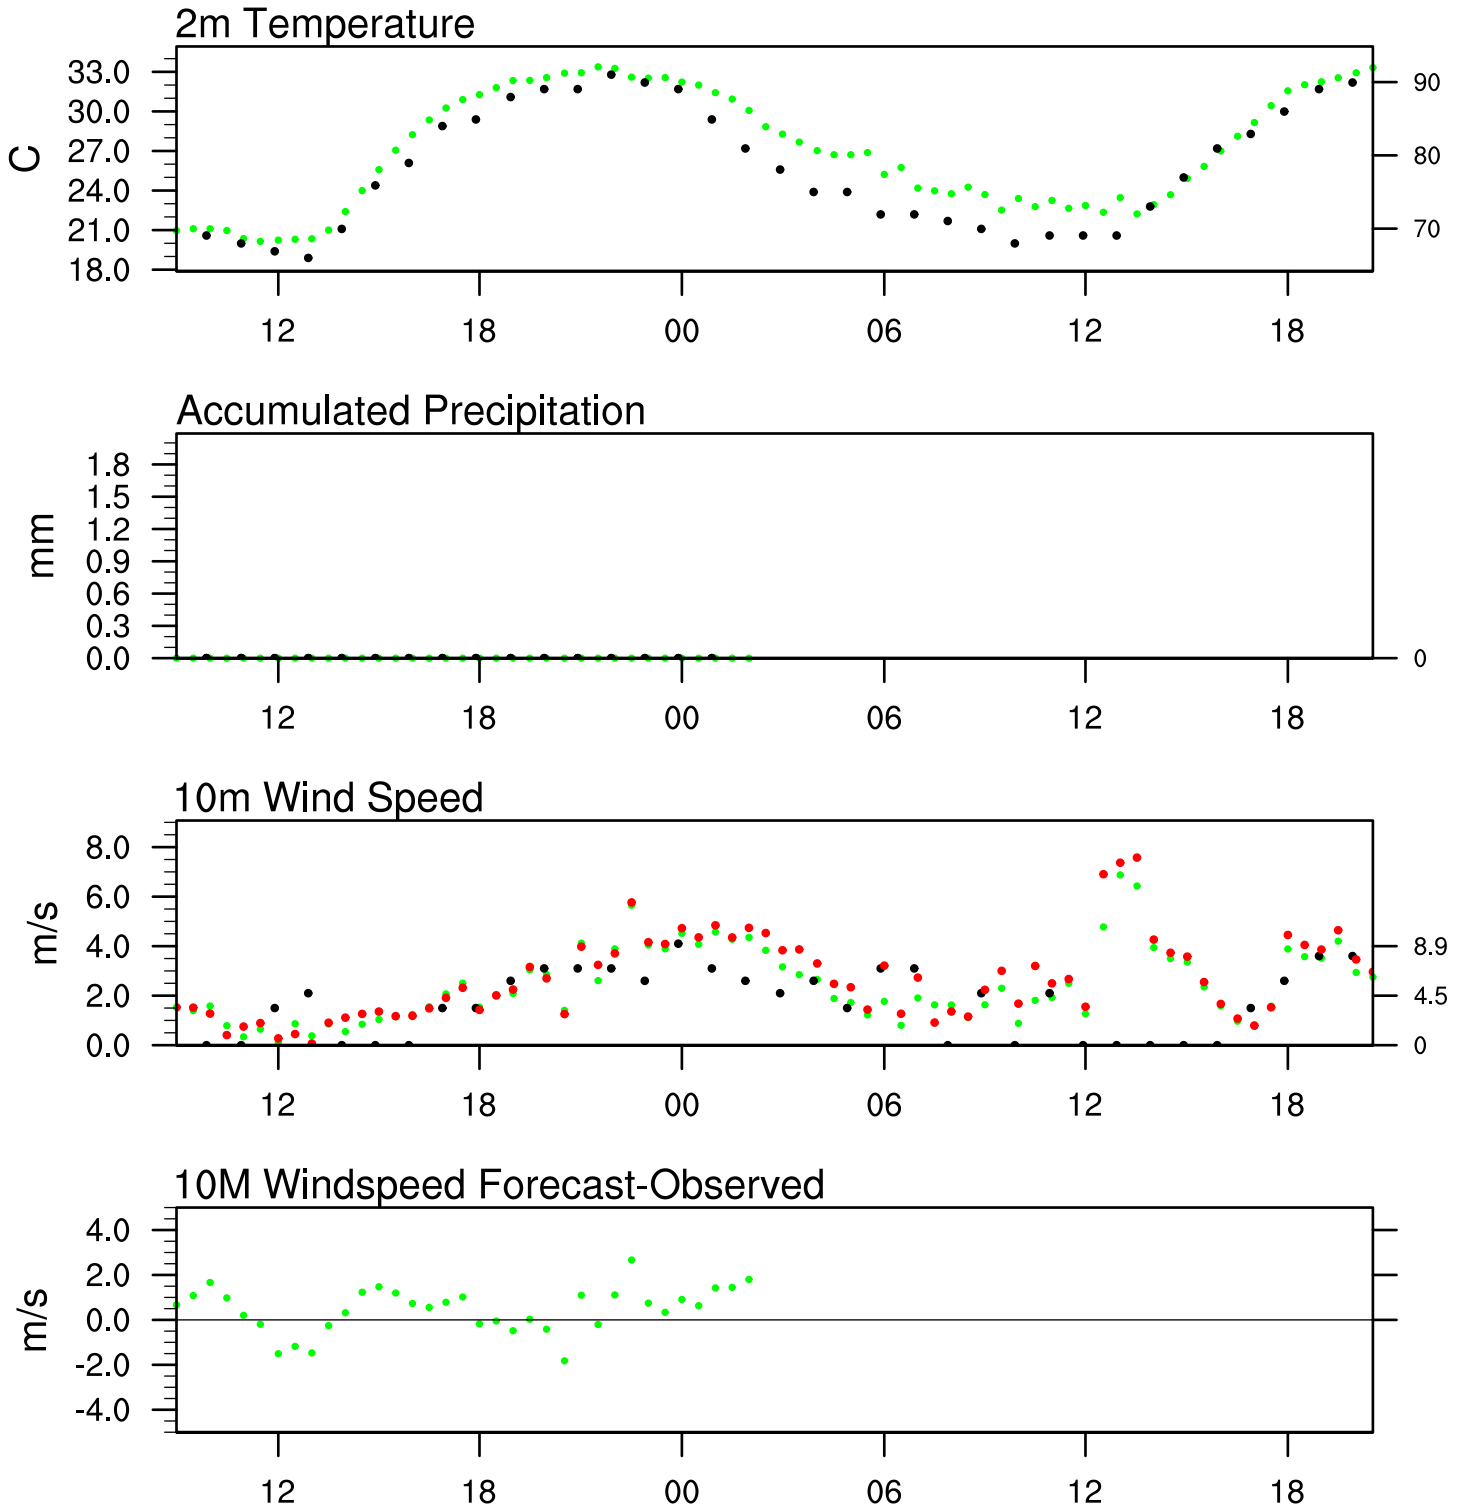 2m Temperature
33.0
30.0
27.0
24.0
21.0
18.0
C
90
80
70
12 18 00 06 12 18
Accumulated Precipitation
1.8
1.5
1.2
0.9
0.6
0.3
0.0
mm
0
12 18 00 06 12 18
10m Wind Speed
8.0
6.0
4.0
2.0
0.0
m/s
8.9
4.5
0
12 18 00 06 12 18
10M Windspeed Forecast-Observed
4.0
2.0
0.0
-2.0
-4.0
m/s
12 18 00 06 12 18